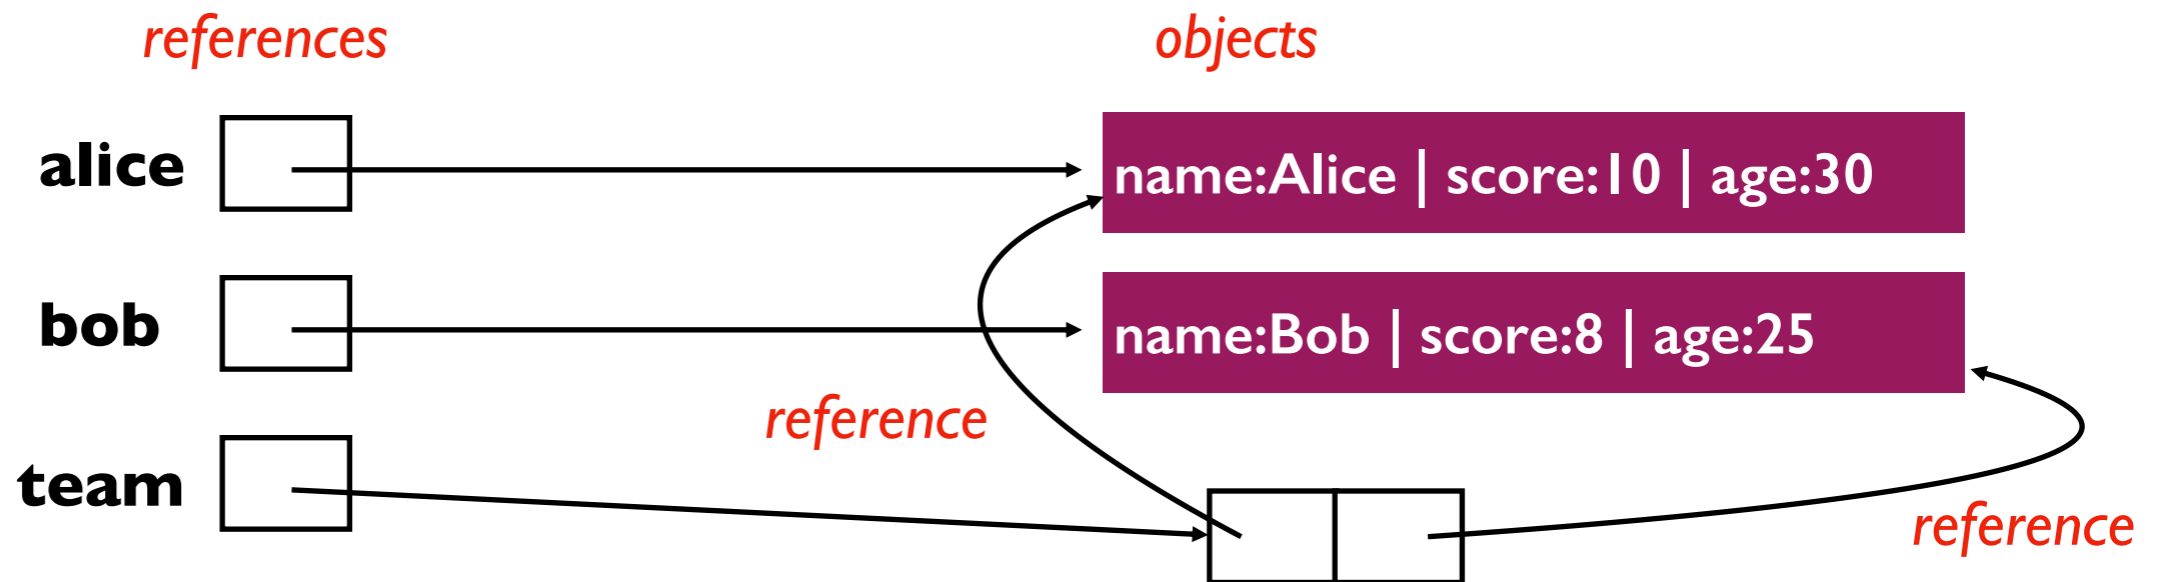 references
objects
alice
name:Alice | score:10 | age:30
bob
name:Bob | score:8 | age:25
reference
team
reference